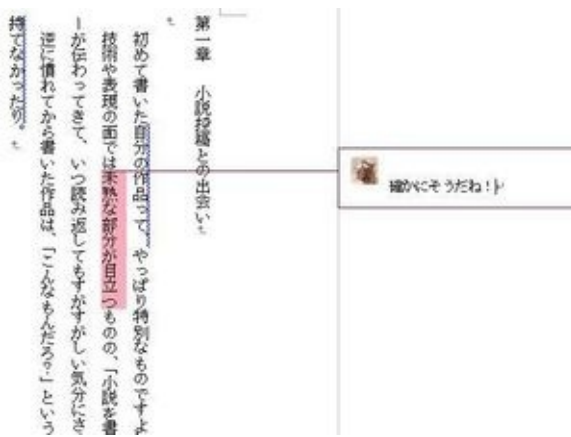 第一章　小説投稿との出会い
初めて書いた自分の作品って、やっぱり特別なものですよ
技術や表現の面では未熟な部分が目立つものの、「小説を書
ーが伝わってきて、いつ読み返してもすがすがしい気分にさ
逆に慣れてから書いた作品は、「こんなもんだろ？」という
持てなかったり。
確かにそうだね！